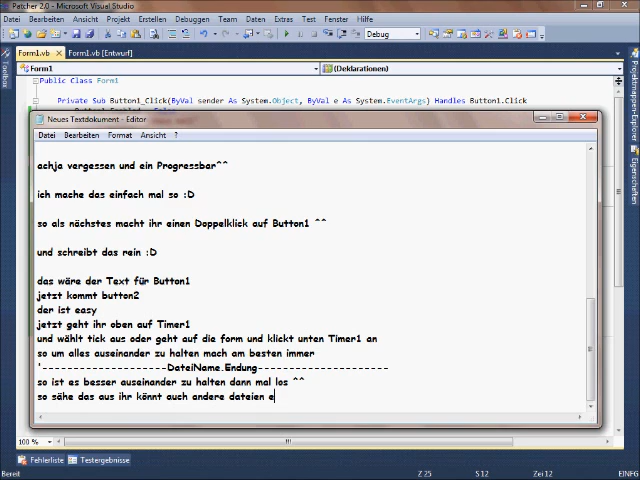 Patcher 2.0 - Microsoft Visual Studio
Datei Bearbeiten Ansicht Projekt Erstellen Debuggen Team Daten Extras Test Fenster Hilfe
Debug
Form1.vb Form1.vb [Entwurf]
Form1 (Deklarationen)
Public Class Form1
Private Sub Button1_Click(ByVal sender As System.Object, ByVal e As System.EventArgs) Handles Button1.Click
Neues Textdokument - Editor
Datei Bearbeiten Format Ansicht ?
achja vergessen und ein Progressbar^^
ich mache das einfach mal so :D
so als nächstes macht ihr einen Doppelklick auf Button1 ^^
und schreibt das rein :D
das wäre der Text für Button1
jetzt kommt button2
der ist easy
jetzt geht ihr oben auf Timer1
und wählt tick aus oder geht auf die form und klickt unten Timer1 an
so um alles auseinander zu halten mach am besten immer
'---------------------DateiName.Endung----------------------
so ist es besser auseinander zu halten dann mal los ^^
so sähe das aus ihr könnt auch andere dateien e
Toolbox
Projektmappen-Explorer
Eigenschaften
100 %
Fehlerliste Testergebnisse
Bereit Z 25 S 12 Zei 12 EINFG